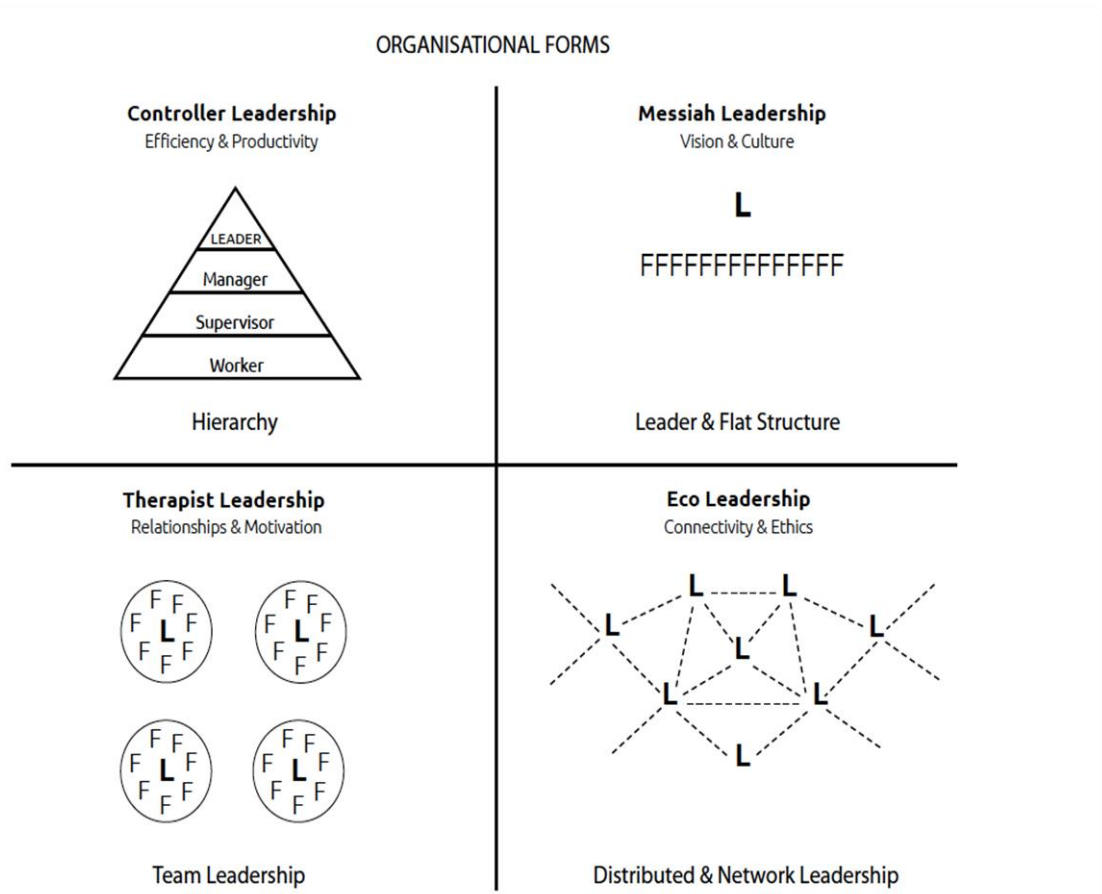 ORGANISATIONAL FORMS
Controller Leadership
Efficiency & Productivity
LEADER
Manager
Supervisor
Worker
Hierarchy
Messiah Leadership
Vision & Culture
L
FFFFFFFFFFFFFF
Leader & Flat Structure
Therapist Leadership
Relationships & Motivation
F F
F L F
F F
F
F F
F L F
F F
F
F F
F L F
F F
F
F F
F L F
F F
F
Team Leadership
Eco Leadership
Connectivity & Ethics
L L
L L
L
L L
L
Distributed & Network Leadership